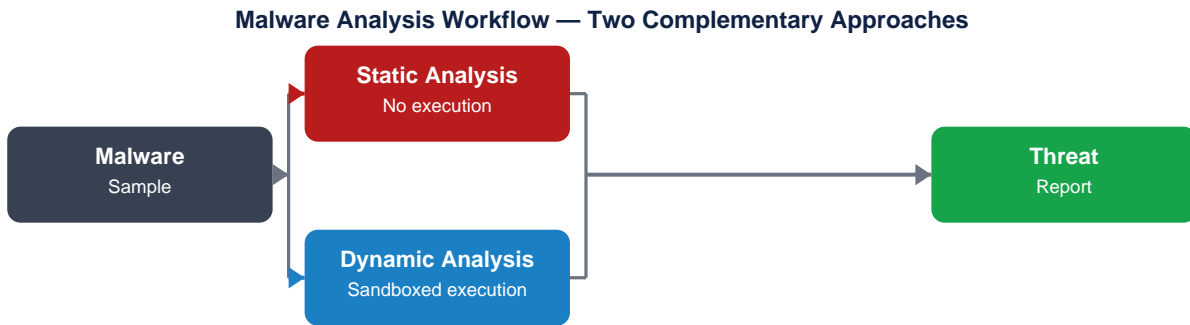 Malware Analysis Workflow — Two Complementary Approaches
Static Analysis
No execution
Malware
Sample
Threat
Report
Dynamic Analysis
Sandboxed execution